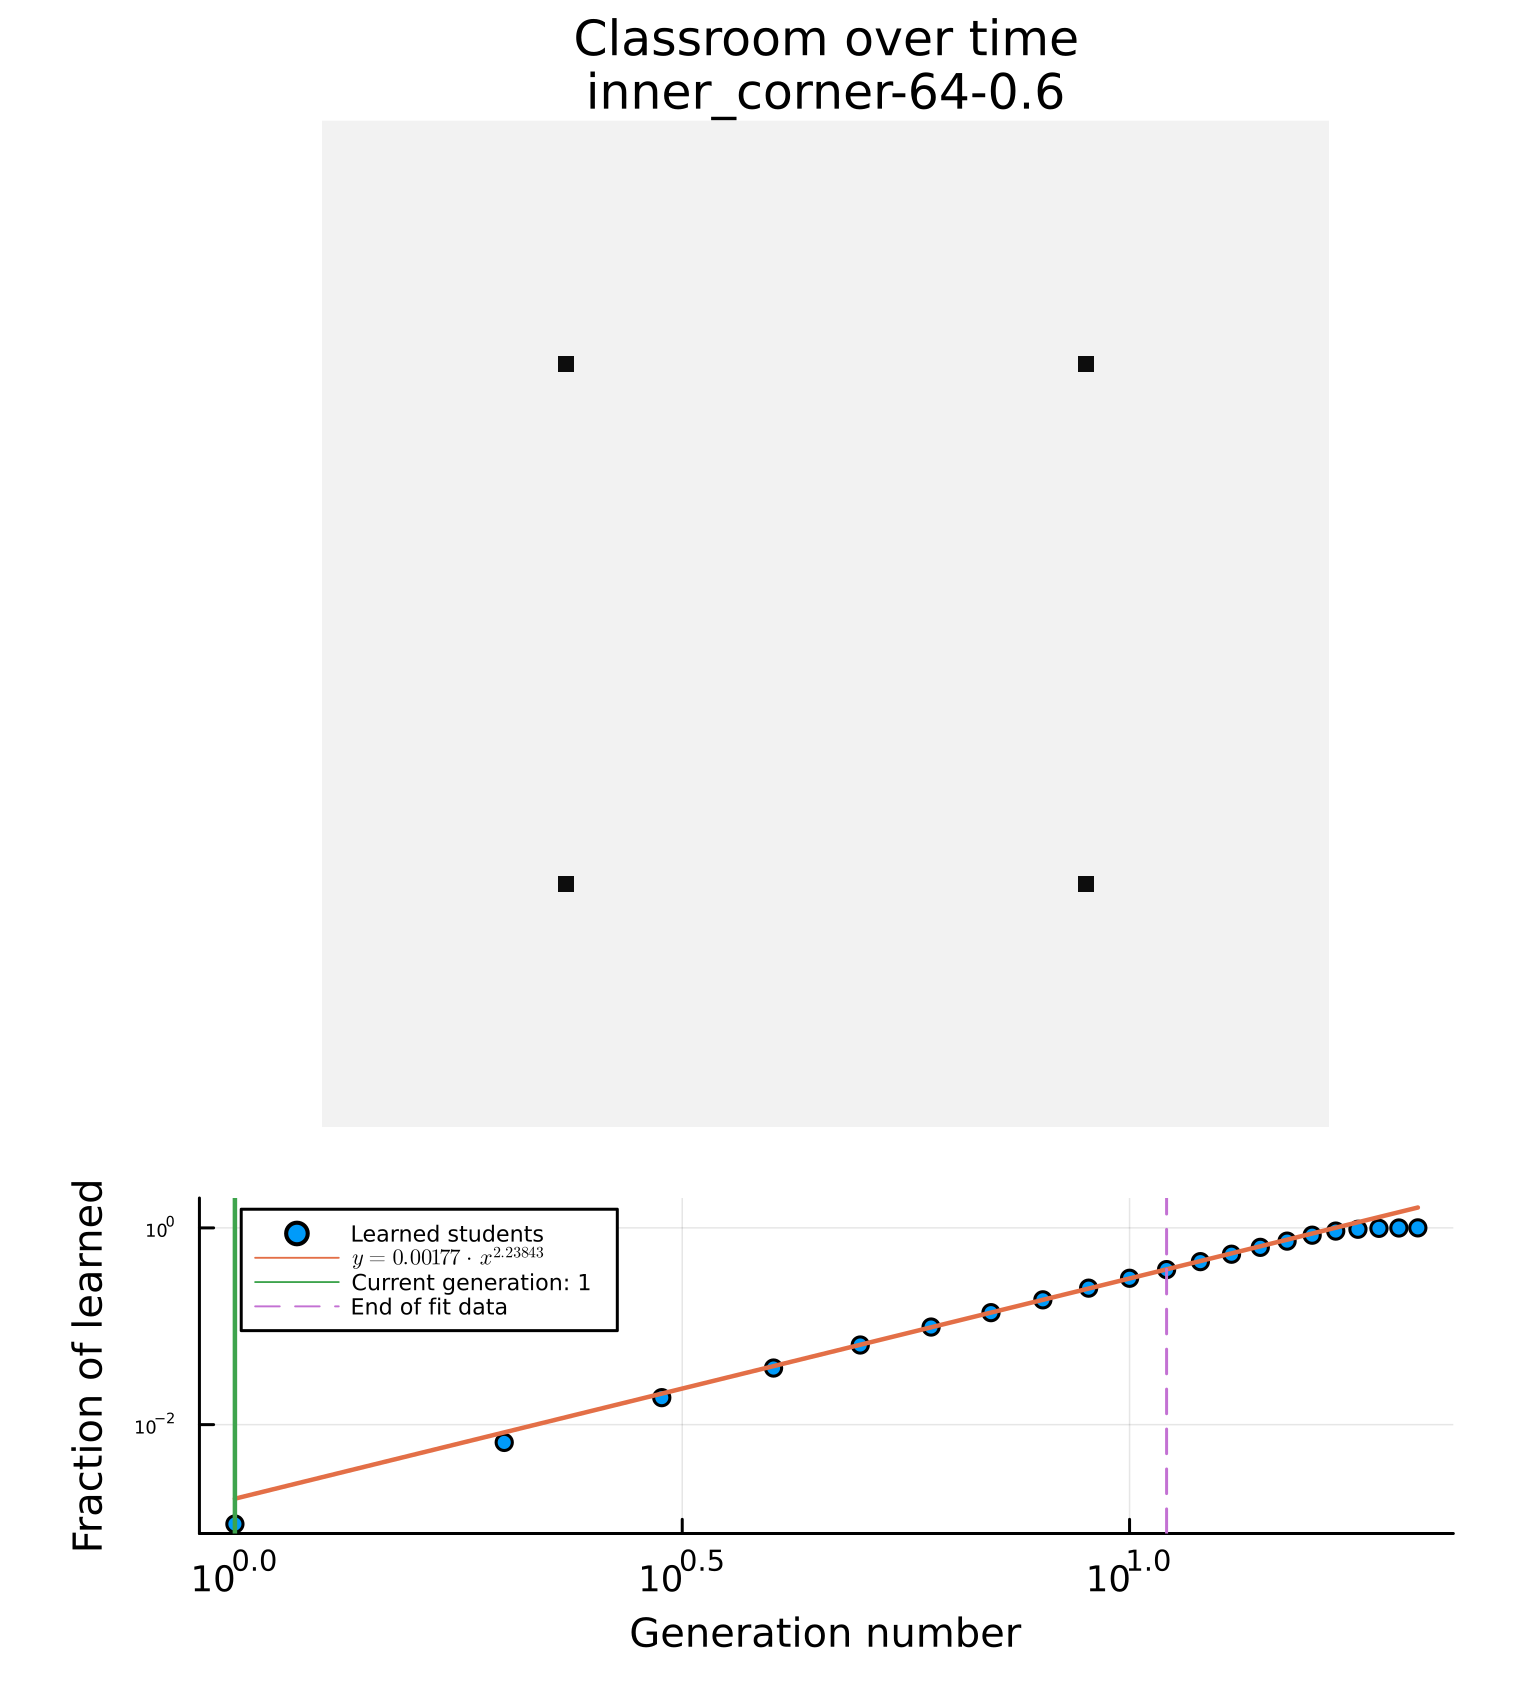 Classroom over time
inner_corner-64-0.6
Fraction of learned
10^0
10^−2
Learned students
y = 0.00177 · x^2.23843
Current generation: 1
End of fit data
10^0.0
10^0.5
10^1.0
Generation number